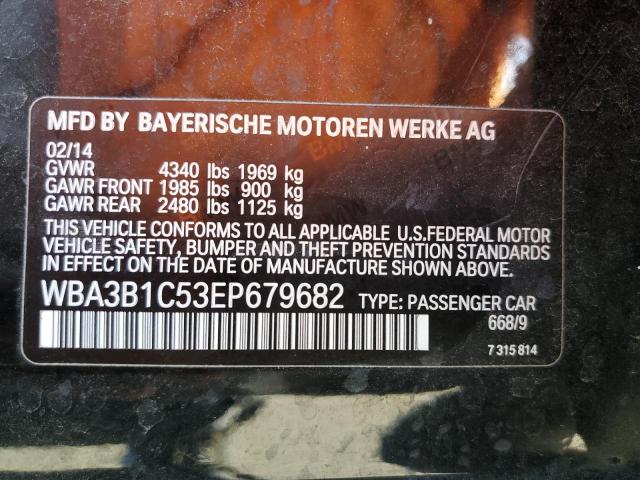 MFD BY BAYERISCHE MOTOREN WERKE AG
02/14
GVWR 4340 lbs 1969 kg
GAWR FRONT 1985 lbs 900 kg
GAWR REAR 2480 lbs 1125 kg
THIS VEHICLE CONFORMS TO ALL APPLICABLE U.S.FEDERAL MOTOR
VEHICLE SAFETY, BUMPER AND THEFT PREVENTION STANDARDS
IN EFFECT ON THE DATE OF MANUFACTURE SHOWN ABOVE.
WBA3B1C53EP679682 TYPE: PASSENGER CAR
668/9
7 315 814